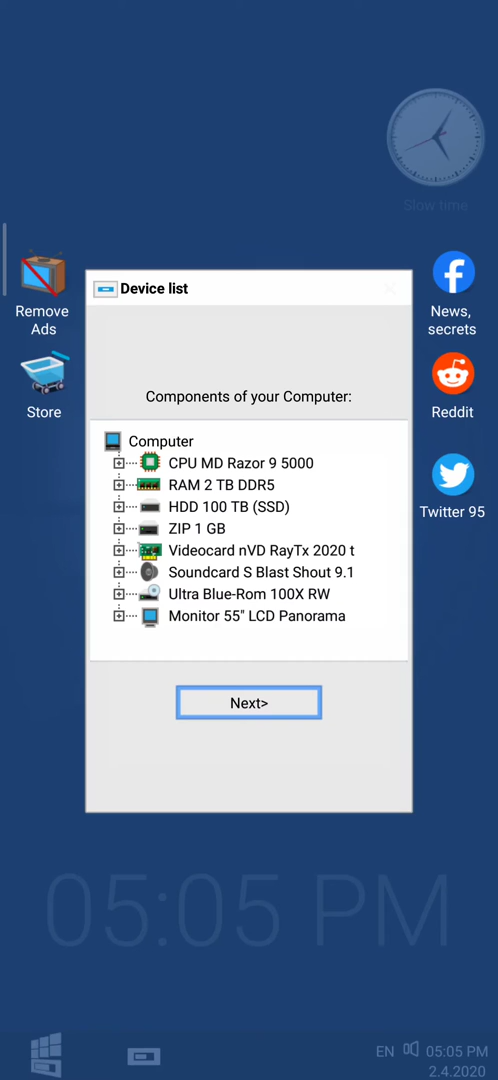 Slow time
Remove
Ads
Store
News,
secrets
Reddit
Twitter 95
Device list
Components of your Computer:
Computer
CPU MD Razor 9 5000
RAM 2 TB DDR5
HDD 100 TB (SSD)
ZIP 1 GB
Videocard nVD RayTx 2020 t
Soundcard S Blast Shout 9.1
Ultra Blue-Rom 100X RW
Monitor 55" LCD Panorama
Next>
05:05 PM
EN 05:05 PM
2.4.2020